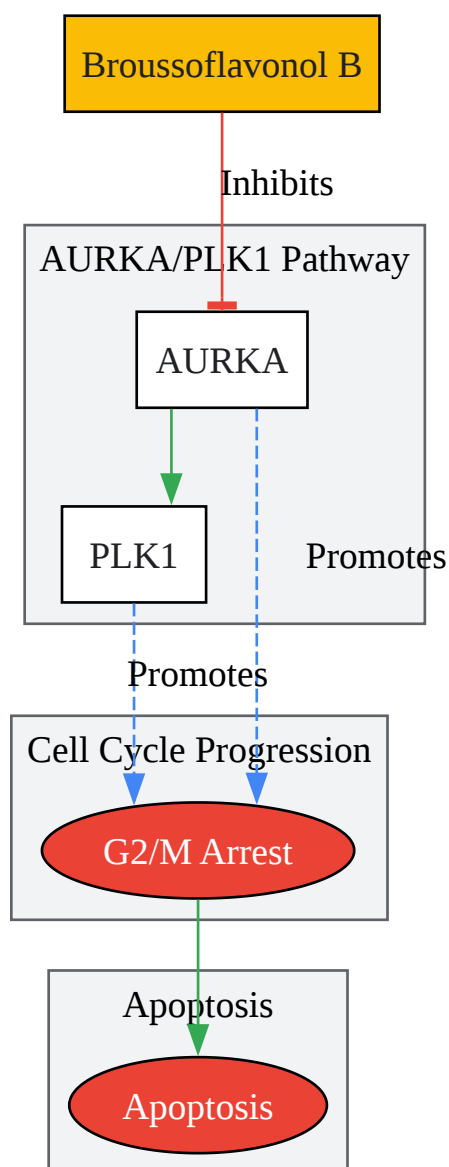 Broussoflavonol B
Inhibits
AURKA/PLK1 Pathway
AURKA
PLK1
Promotes
Promotes
Cell Cycle Progression
G2/M Arrest
Apoptosis
Apoptosis